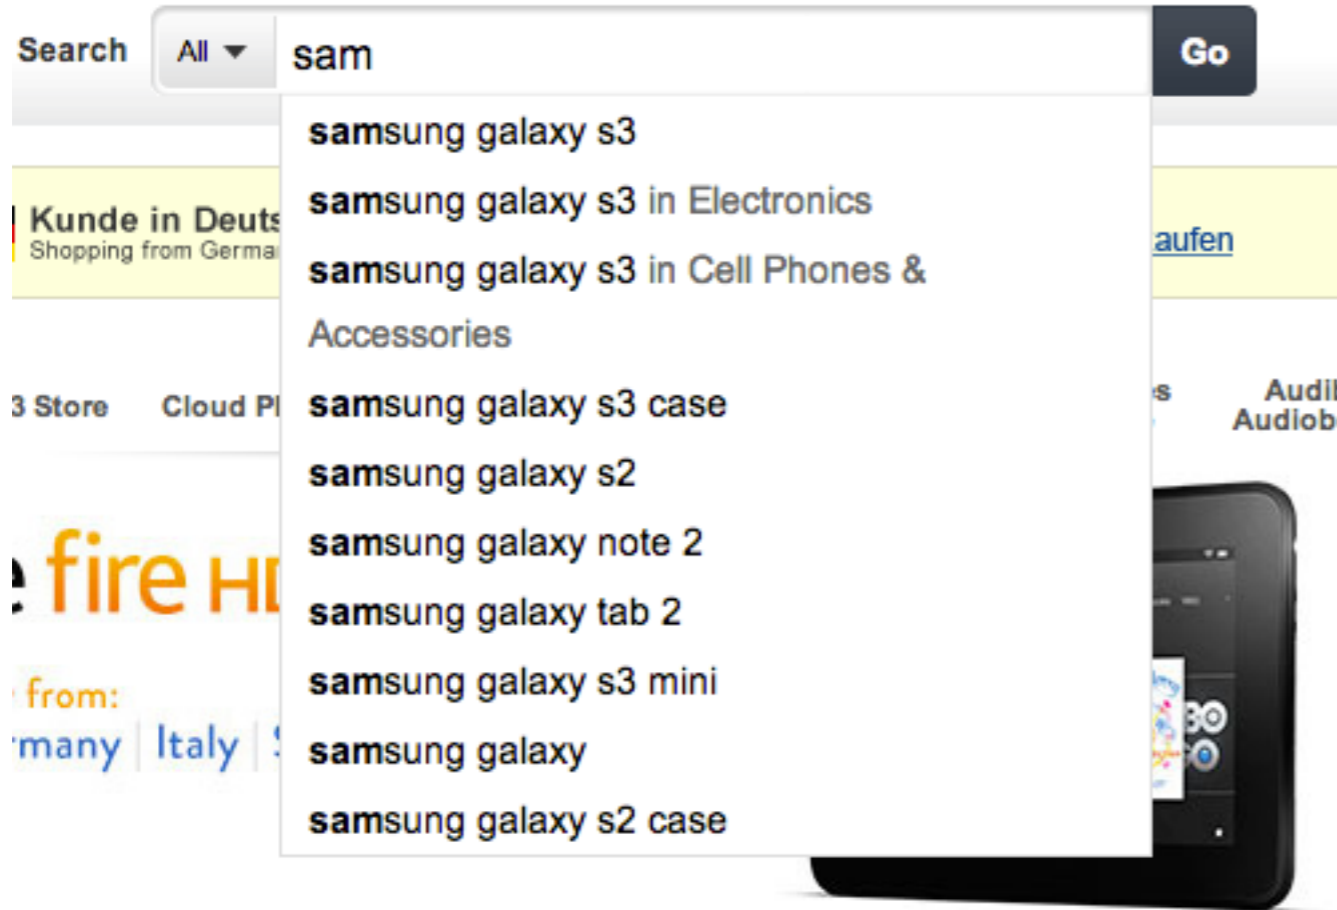 Search All sam Go
samsung galaxy s3
samsung galaxy s3 in Electronics
samsung galaxy s3 in Cell Phones &
Accessories
samsung galaxy s3 case
samsung galaxy s2
samsung galaxy note 2
samsung galaxy tab 2
samsung galaxy s3 mini
samsung galaxy
samsung galaxy s2 case
Kunde in Deuts
Shopping from Germa
aufen
3 Store Cloud Pl
es Audib
Audiob
e fire HD
from:
rmany Italy S